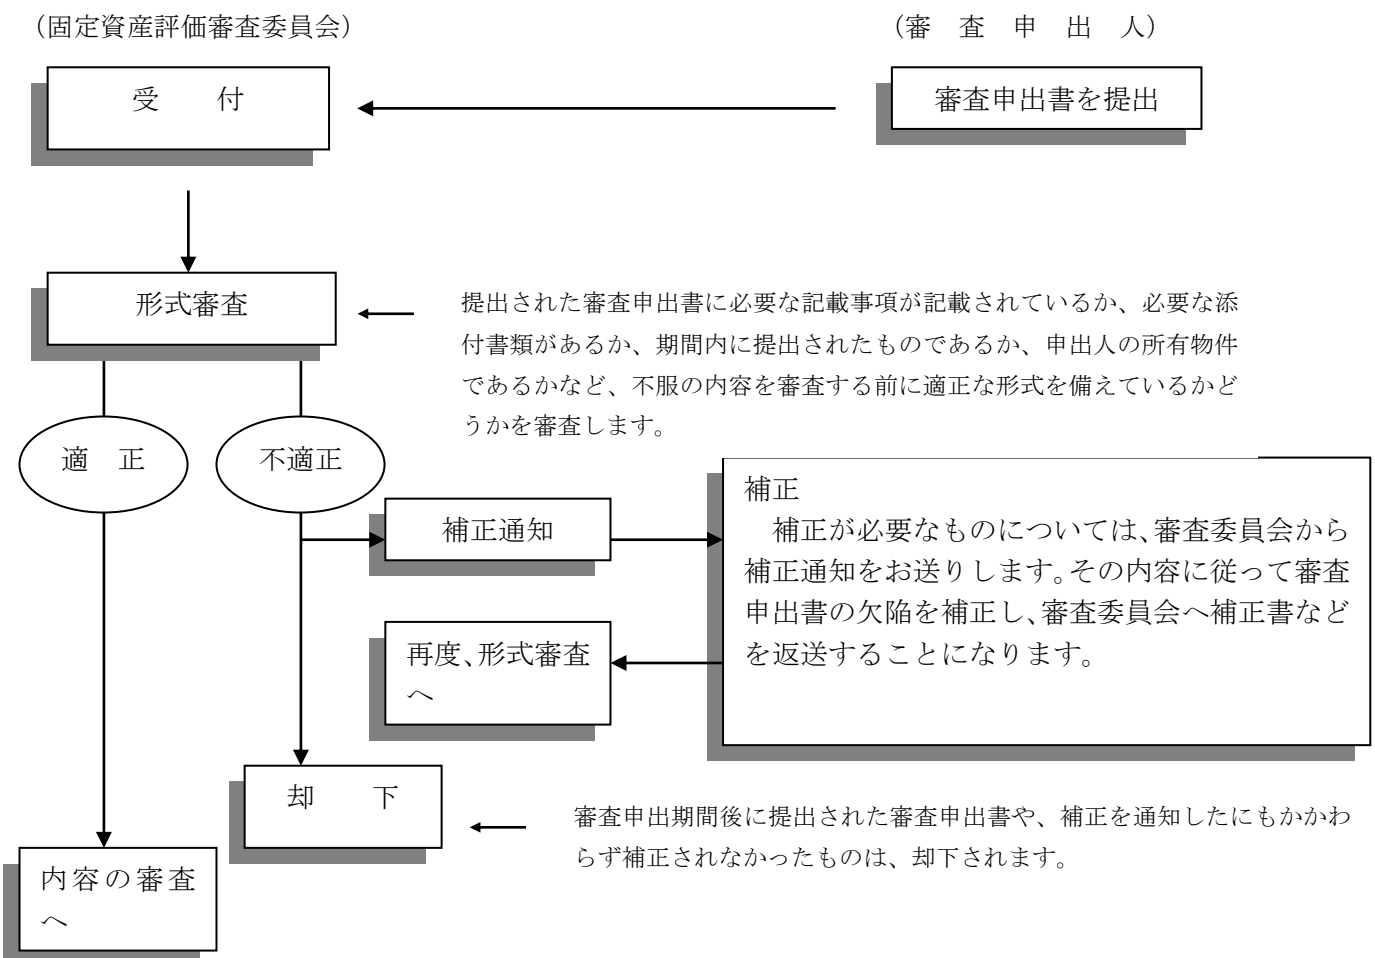 （固定資産評価審査委員会）
（審　査　申　出　人）
受　　付
審査申出書を提出
形式審査
提出された審査申出書に必要な記載事項が記載されているか、必要な添
付書類があるか、期間内に提出されたものであるか、申出人の所有物件
であるかなど、不服の内容を審査する前に適正な形式を備えているかど
うかを審査します。
適　正
不適正
補正通知
補正
　補正が必要なものについては、審査委員会から
補正通知をお送りします。その内容に従って審査
申出書の欠陥を補正し、審査委員会へ補正書など
を返送することになります。
再度、形式審査
へ
却　　下
審査申出期間後に提出された審査申出書や、補正を通知したにもかかわ
らず補正されなかったものは、却下されます。
内容の審査
へ